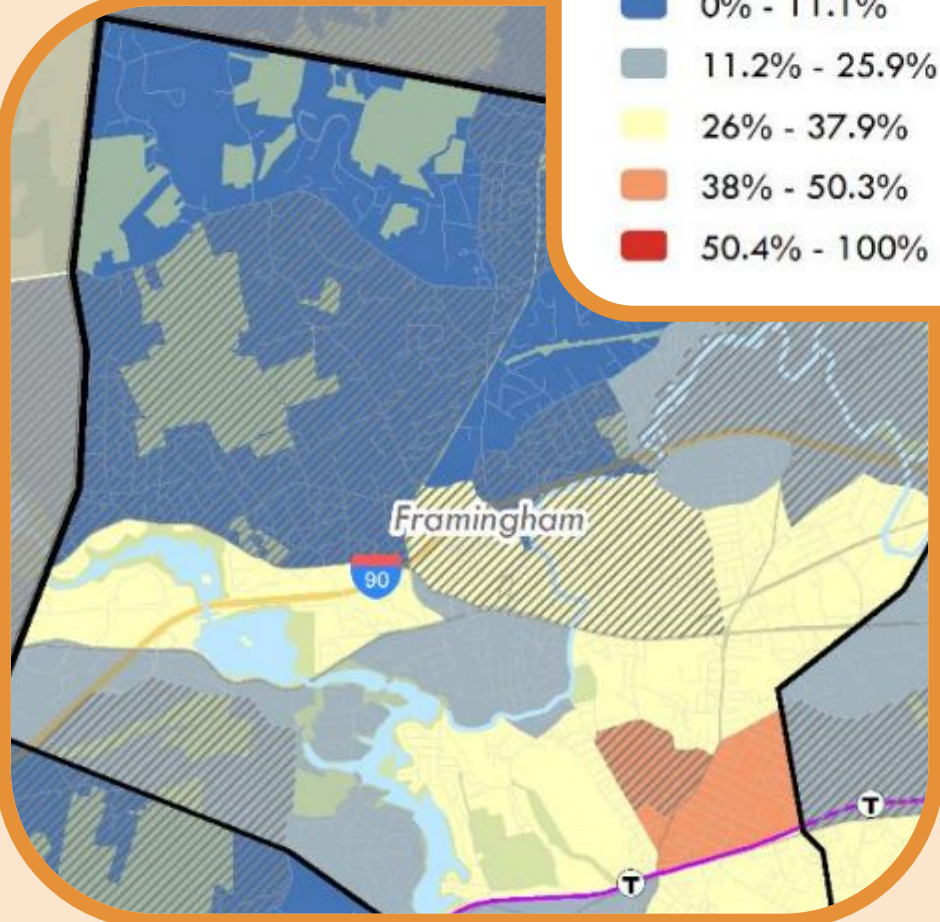 0% - 11.1%
11.2% - 25.9%
26% - 37.9%
38% - 50.3%
50.4% - 100%
Framingham
90
T
T